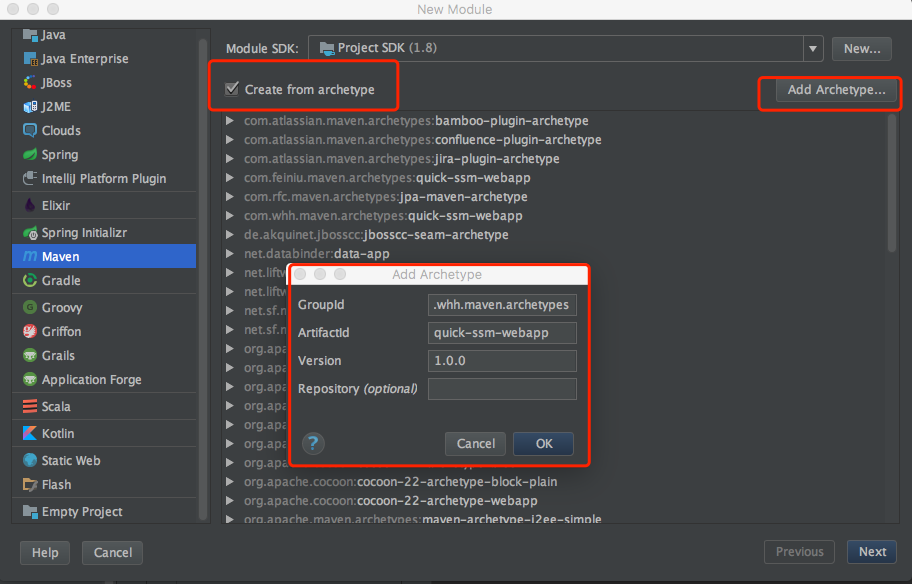 New Module
Java
Java Enterprise
JBoss
J2ME
Clouds
Spring
IntelliJ Platform Plugin
Elixir
Spring Initializr
Maven
Gradle
Groovy
Griffon
Grails
Application Forge
Scala
Kotlin
Static Web
Flash
Empty Project
Module SDK:
Project SDK (1.8)
New...
Create from archetype
Add Archetype...
com.atlassian.maven.archetypes:bamboo-plugin-archetype
com.atlassian.maven.archetypes:confluence-plugin-archetype
com.atlassian.maven.archetypes:jira-plugin-archetype
com.feiniu.maven.archetypes:quick-ssm-webapp
com.rfc.maven.archetypes:jpa-maven-archetype
com.whh.maven.archetypes:quick-ssm-webapp
de.akquinet.jbosscc:jbosscc-seam-archetype
net.databinder:data-app
net.liftw
net.liftw
net.sf.n
net.sf.n
org.apa
org.apa
org.apa
org.apa
org.apa
org.apa
org.apa
org.apache.cocoon:cocoon-22-archetype-block-plain
org.apache.cocoon:cocoon-22-archetype-webapp
org.apache.maven.archetypes:maven-archetype-j2ee-simple
Add Archetype
GroupId
.whh.maven.archetypes
ArtifactId
quick-ssm-webapp
Version
1.0.0
Repository (optional)
?
Cancel
OK
Help
Cancel
Previous
Next